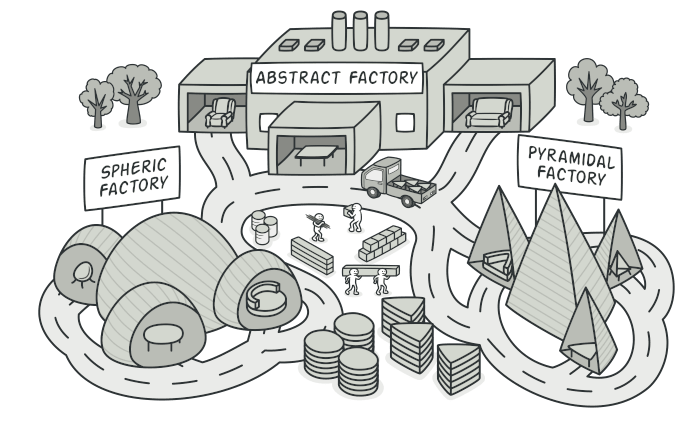 ABSTRACT FACTORY
SPHERIC
FACTORY
PYRAMIDAL
FACTORY